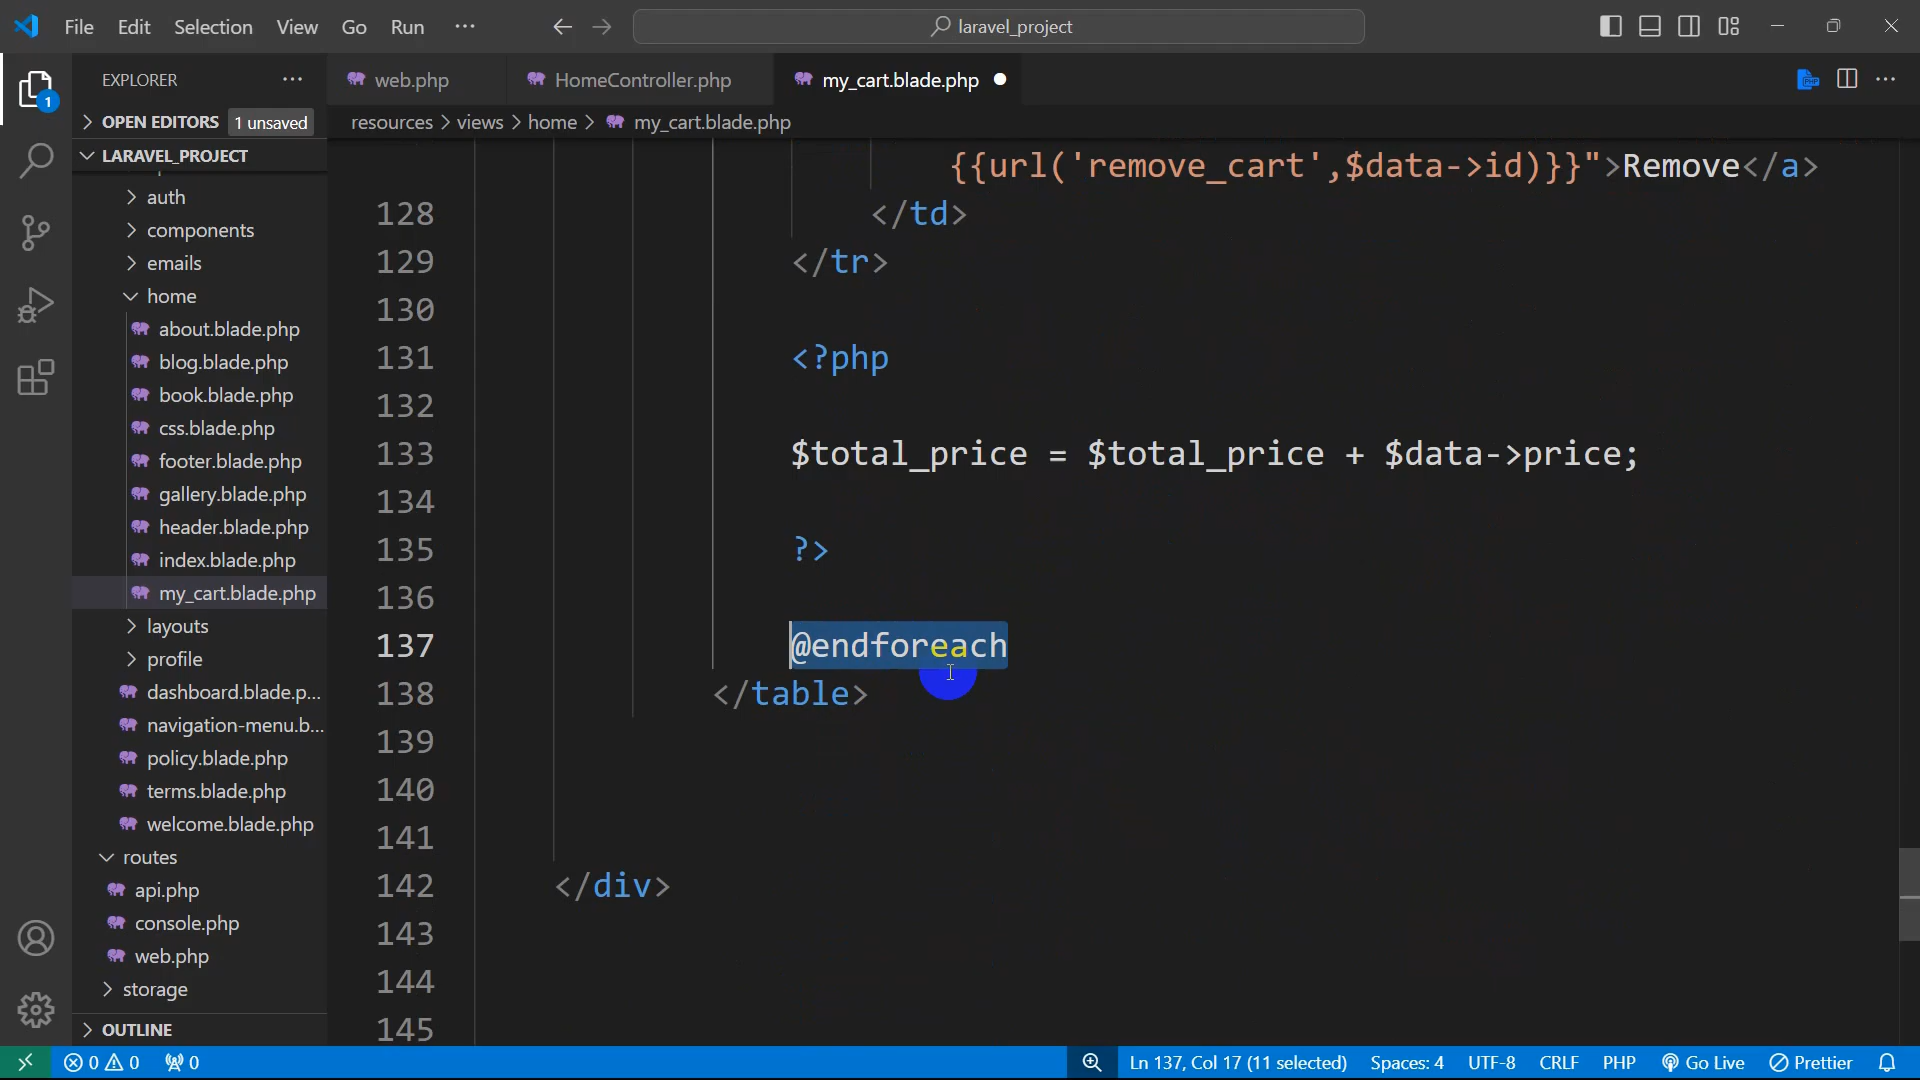 File Edit Selection View Go Run ··· laravel_project
EXPLORER ···
web.php HomeController.php my_cart.blade.php
OPEN EDITORS 1 unsaved
resources > views > home > my_cart.blade.php
LARAVEL_PROJECT
auth
components
emails
home
about.blade.php
blog.blade.php
book.blade.php
css.blade.php
footer.blade.php
gallery.blade.php
header.blade.php
index.blade.php
my_cart.blade.php
layouts
profile
dashboard.blade.p...
navigation-menu.b...
policy.blade.php
terms.blade.php
welcome.blade.php
routes
api.php
console.php
web.php
storage
OUTLINE
{{url('remove_cart',$data->id)}}">Remove</a>
128 </td>
129 </tr>
130
131 <?php
132
133 $total_price = $total_price + $data->price;
134
135 ?>
136
137 @endforeach
138 </table>
139
140
141
142 </div>
143
144
145
1
0 0 0 Ln 137, Col 17 (11 selected) Spaces: 4 UTF-8 CRLF PHP Go Live Prettier